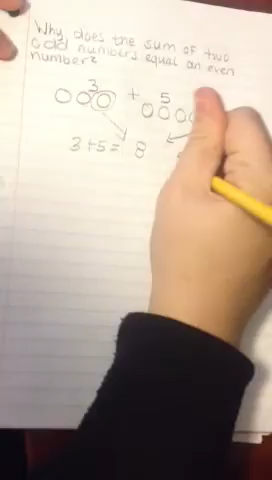 Why does the sum of two
odd numbers equal an even
number?
3 + 5
3+5= 8